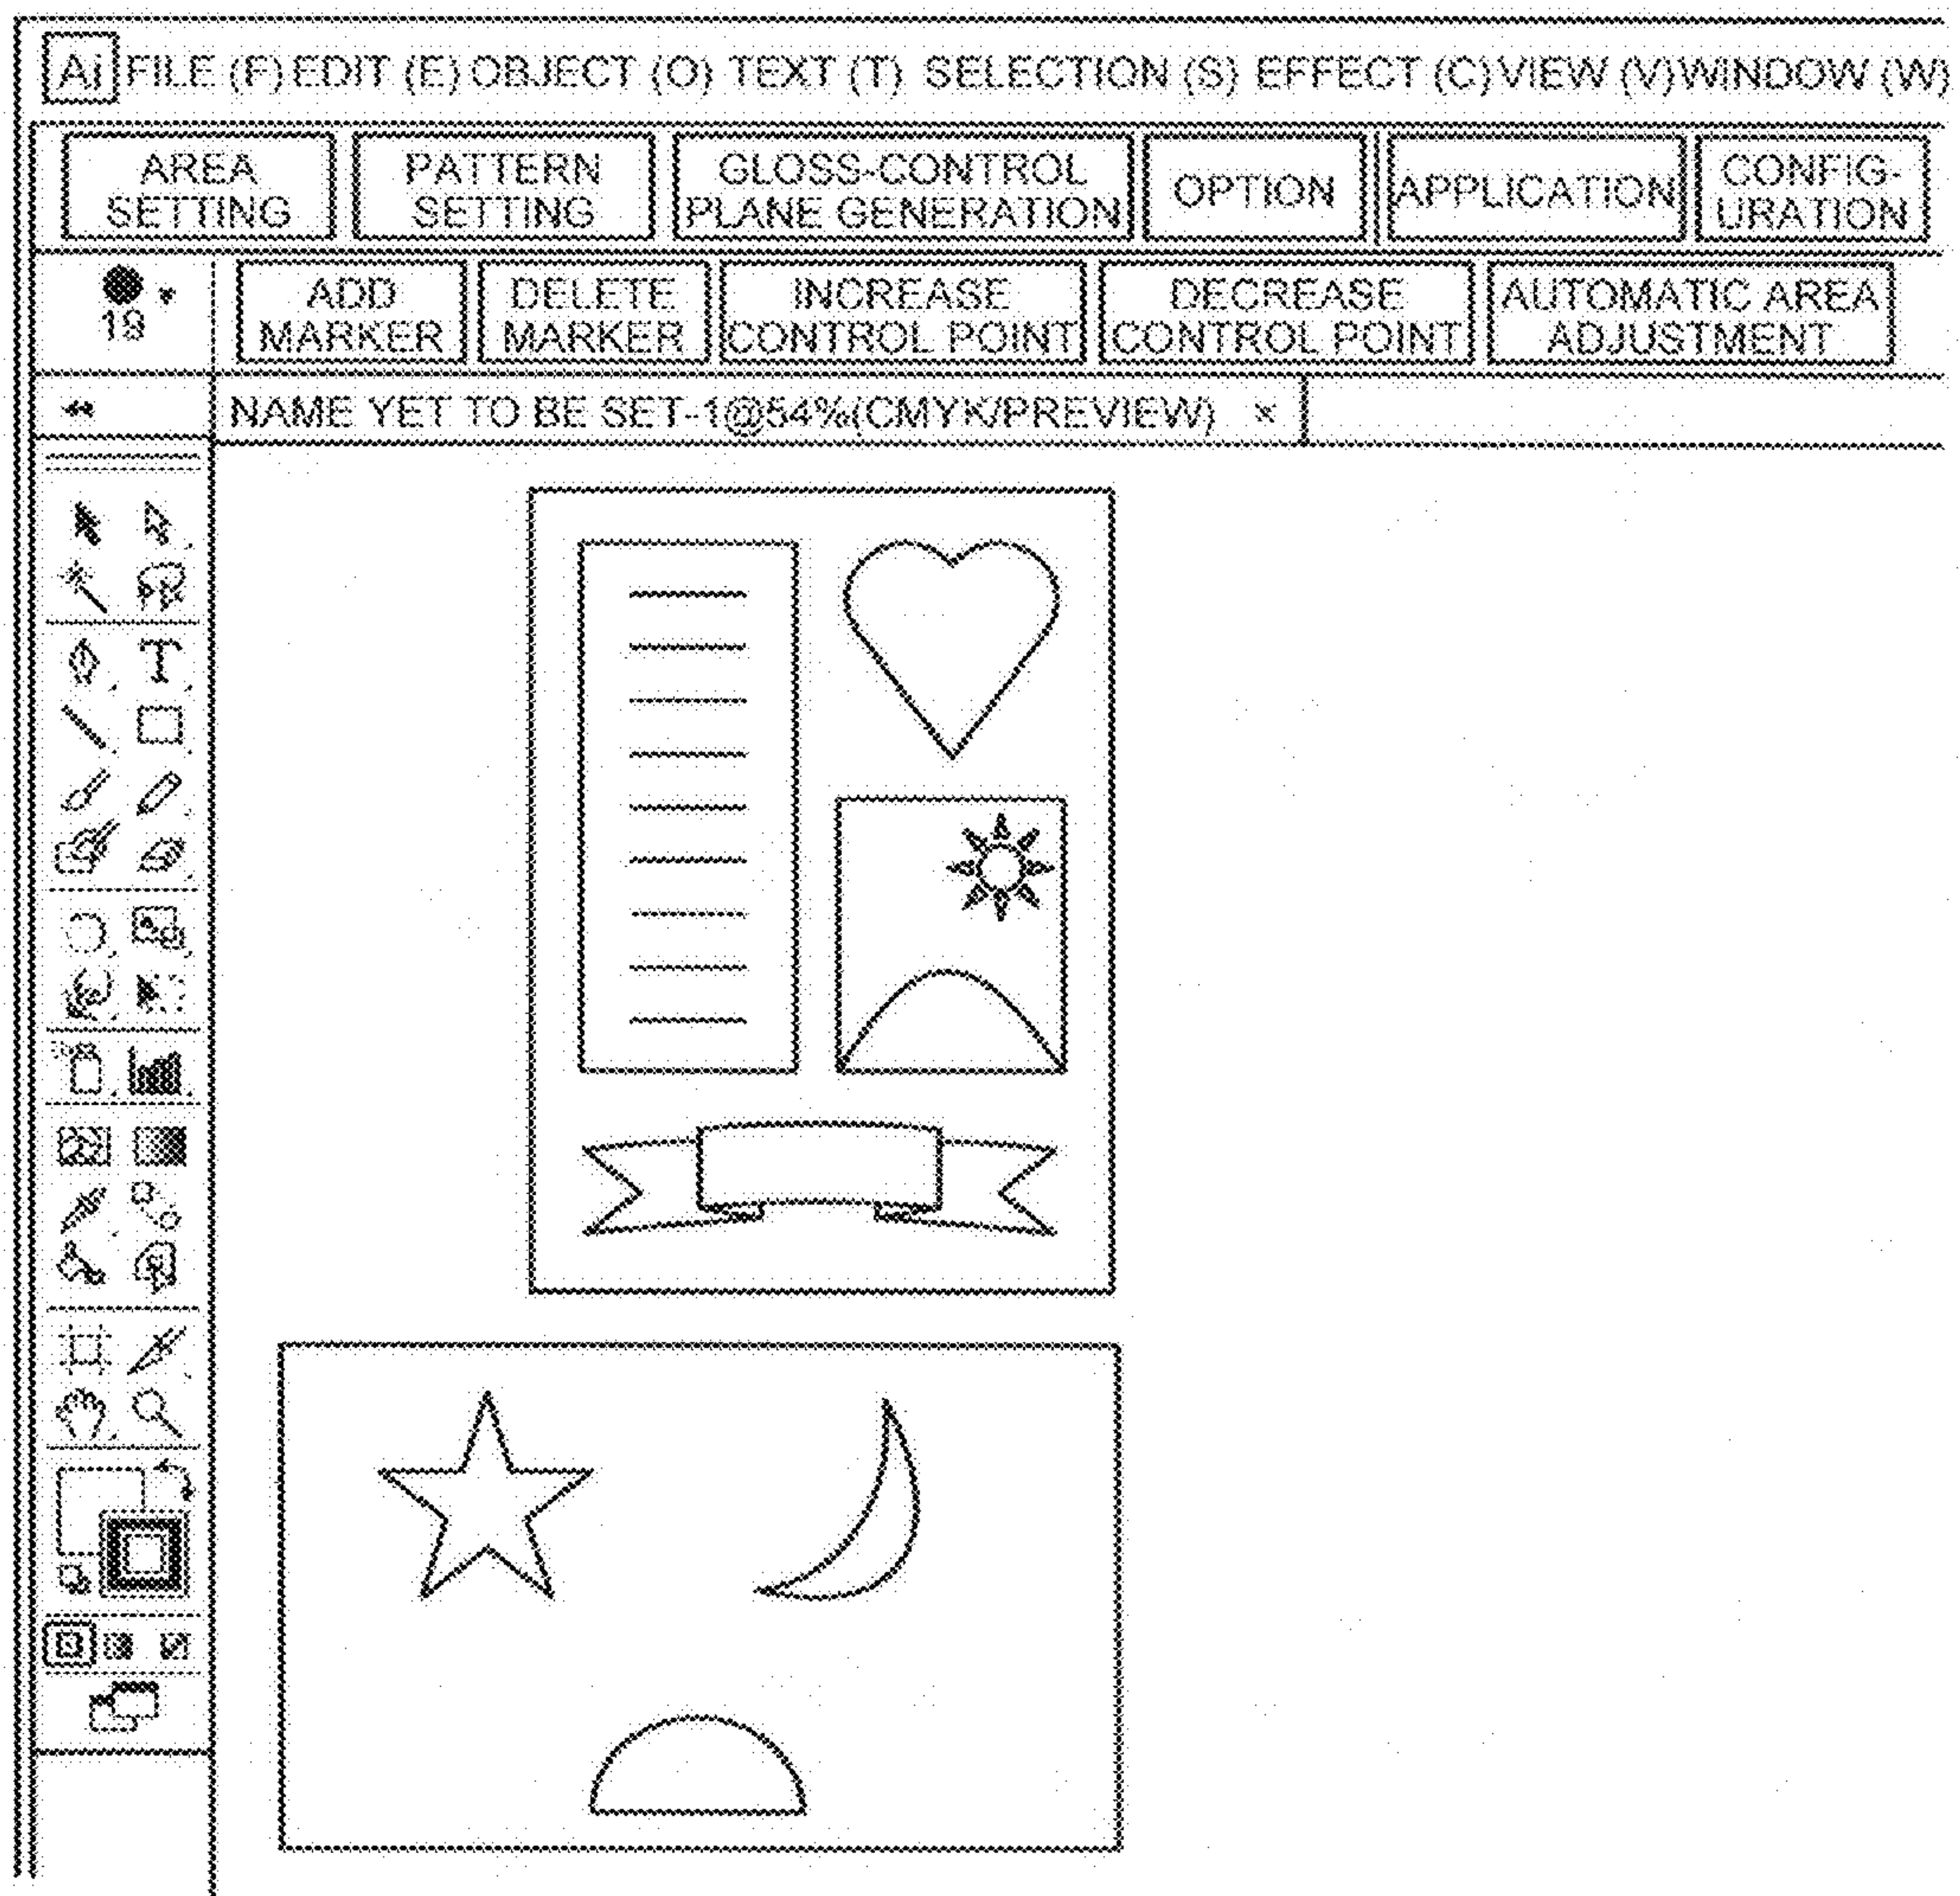 Ai FILE (F) EDIT (E) OBJECT (O) TEXT (T) SELECTION (S) EFFECT (C) VIEW (V) WINDOW (W)
AREA SETTING
PATTERN SETTING
GLOSS-CONTROL PLANE GENERATION
OPTION
APPLICATION
CONFIG-URATION
19
ADD MARKER
DELETE MARKER
INCREASE CONTROL POINT
DECREASE CONTROL POINT
AUTOMATIC AREA ADJUSTMENT
NAME YET TO BE SET-1@54%(CMYK/PREVIEW) ×
T